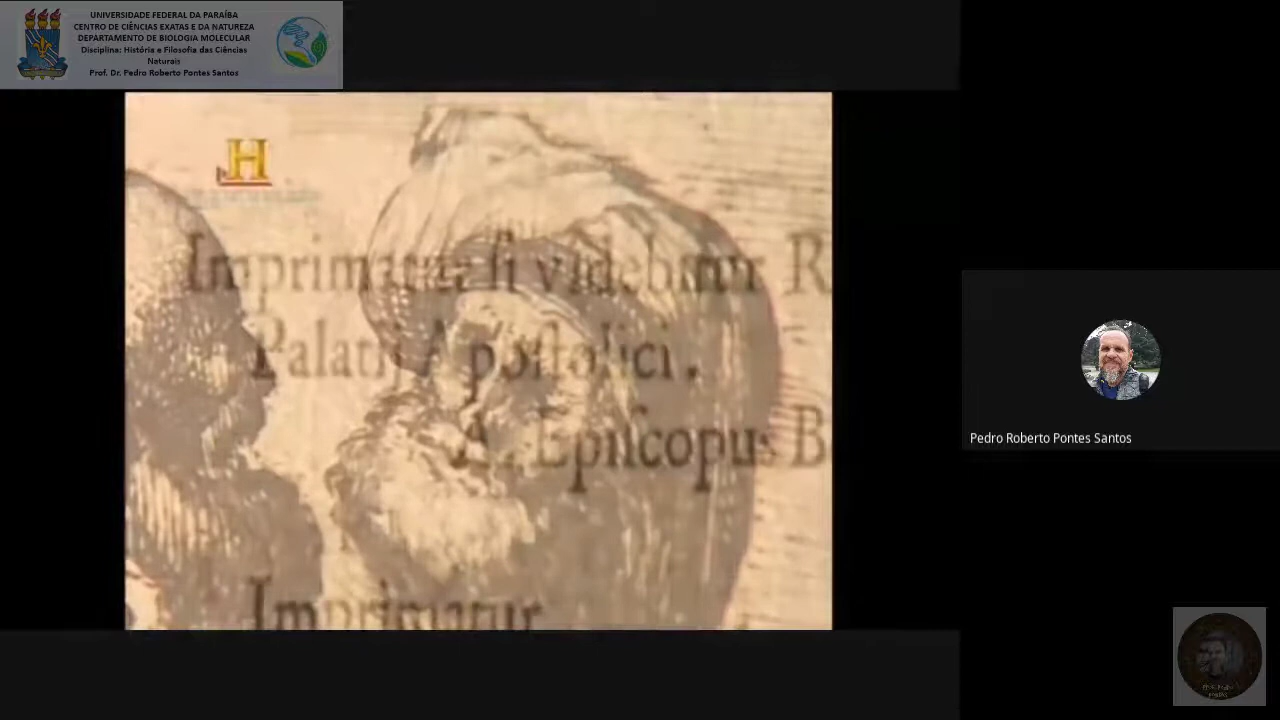 UNIVERSIDADE FEDERAL DA PARAÍBA
CENTRO DE CIÊNCIAS EXATAS E DA NATUREZA
DEPARTAMENTO DE BIOLOGIA MOLECULAR
Disciplina: História e Filosofia das Ciências
Naturais
Prof. Dr. Pedro Roberto Pontes Santos
H
Imprimatur ſi videbitur R
Palatij Apoſtolici.
A. Epiſcopus B
Imprimatur
Pedro Roberto Pontes Santos